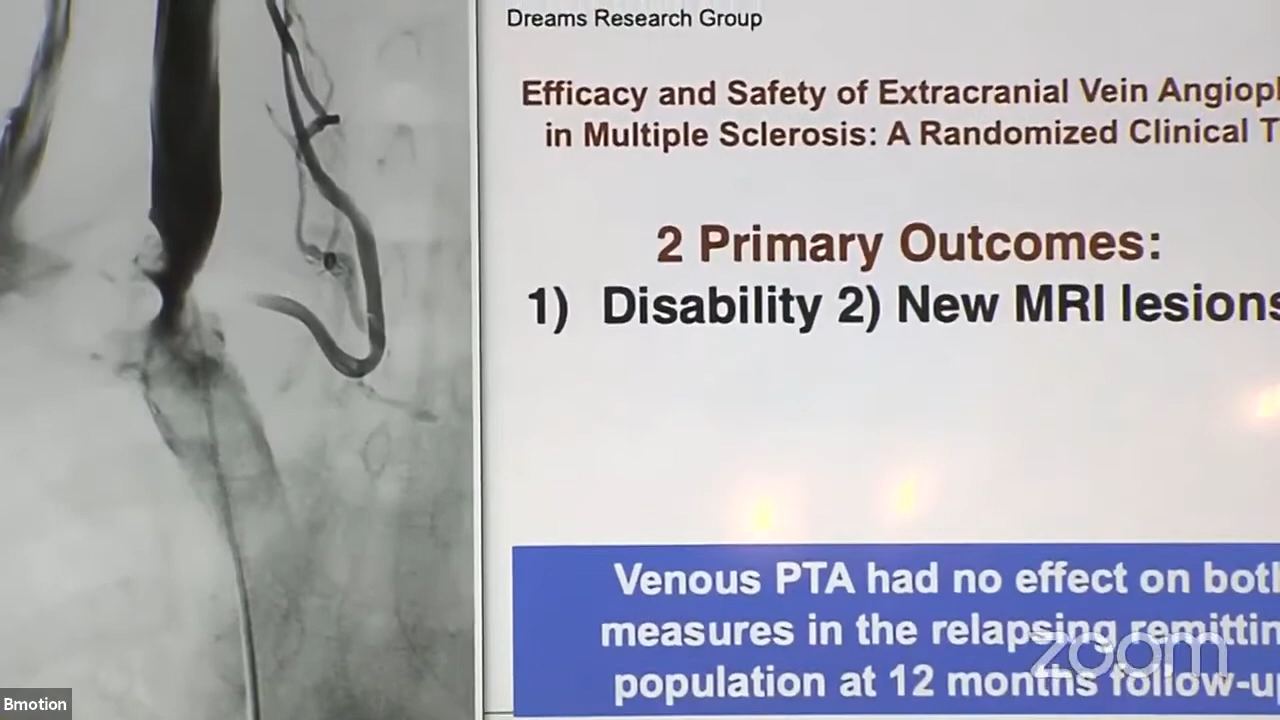 Dreams Research Group
Efficacy and Safety of Extracranial Vein Angiopl
in Multiple Sclerosis: A Randomized Clinical T
2 Primary Outcomes:
1) Disability 2) New MRI lesions
Venous PTA had no effect on both
measures in the relapsing remittin
population at 12 months follow-up
zoom
Bmotion